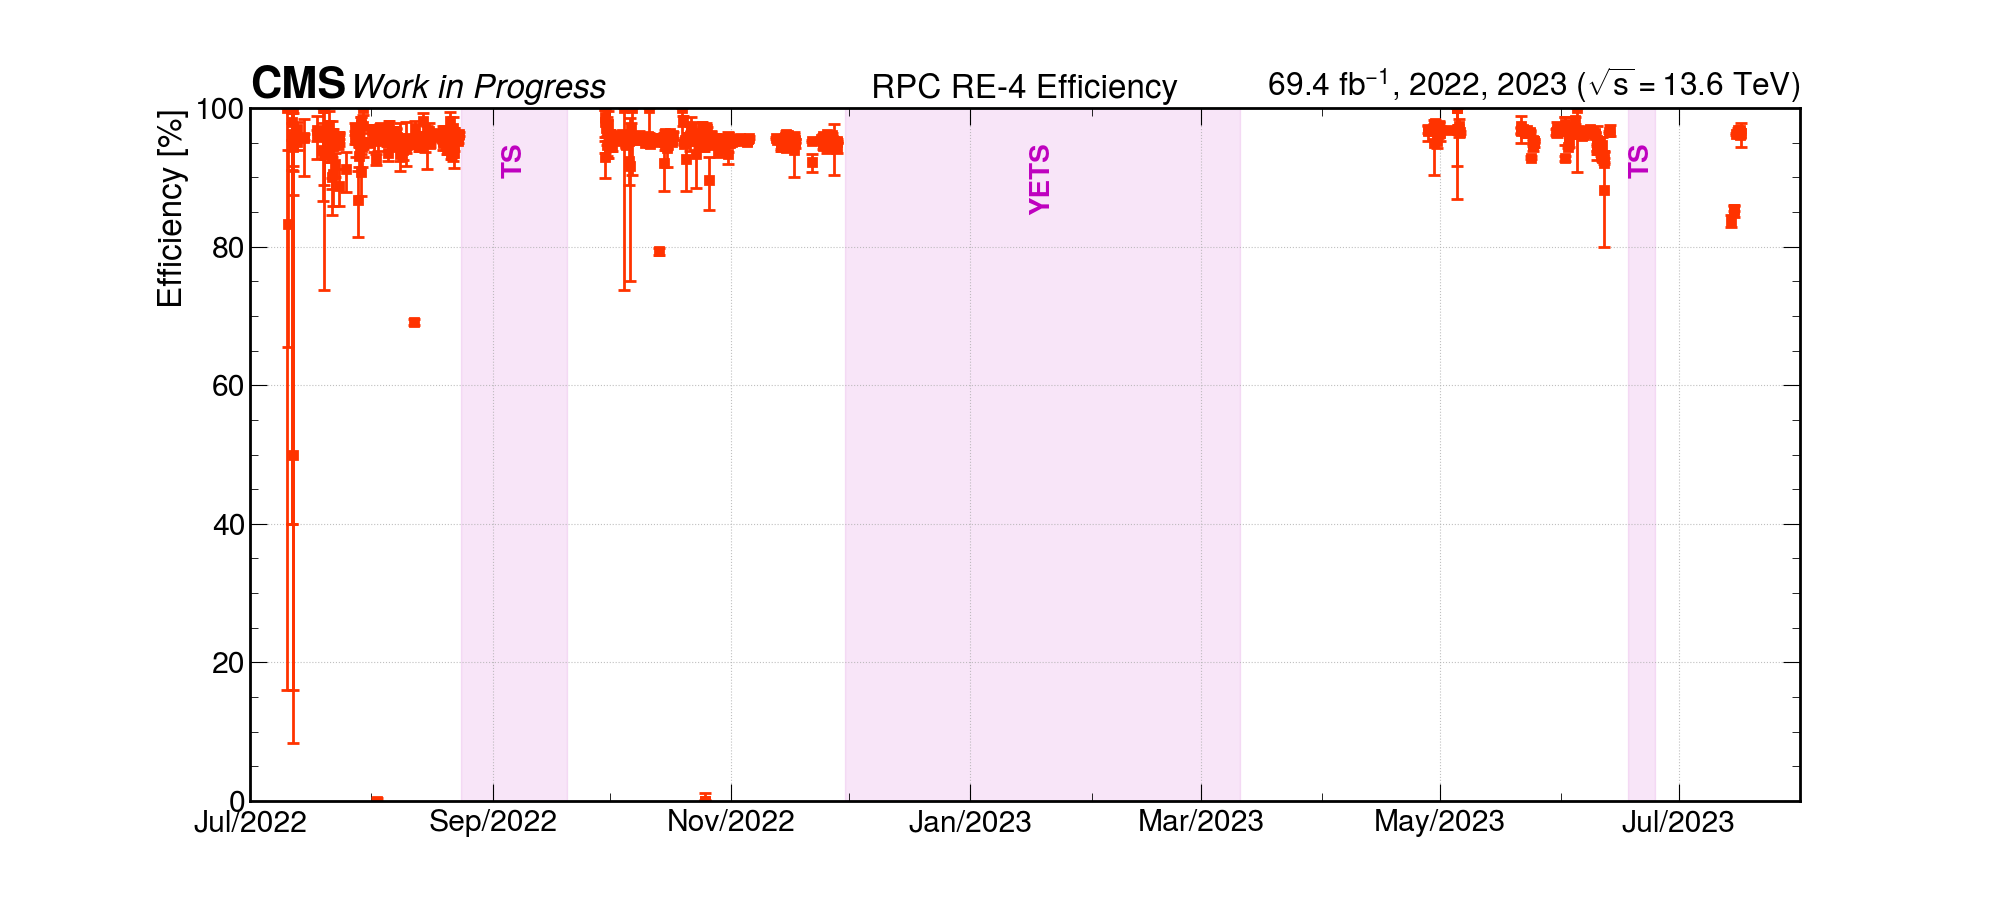 CMS Work in Progress RPC RE-4 Efficiency 69.4 fb⁻¹, 2022, 2023 (√s = 13.6 TeV)
Efficiency [%]
100
80
60
40
20
0
TS
YETS
TS
Jul/2022 Sep/2022 Nov/2022 Jan/2023 Mar/2023 May/2023 Jul/2023